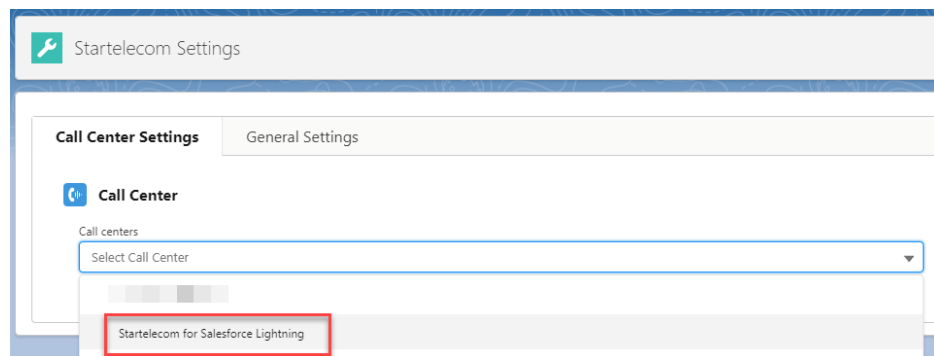 Startelecom Settings
Call Center Settings
General Settings
Call Center
Call centers
Select Call Center
Startelecom for Salesforce Lightning